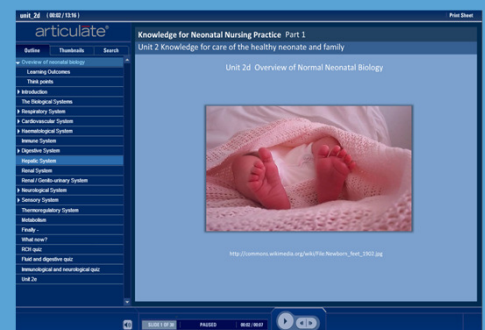 unit_2d ( 00:02 / 13:16 )
Print Sheet
articulate
Outline Thumbnails Search
Overview of neonatal biology
Learning Outcomes
Think points
Introduction
The Biological Systems
Respiratory System
Cardiovascular System
Haematological System
Immune System
Digestive System
Hepatic System
Renal System
Renal / Genito-urinary System
Neurological System
Sensory System
Thermoregulatory System
Metabolism
Finally -
What now?
RCH quiz
Fluid and digestive quiz
Immunological and neurological quiz
Unit 2e
Knowledge for Neonatal Nursing Practice Part 1
Unit 2 Knowledge for care of the healthy neonate and family
Unit 2d Overview of Normal Neonatal Biology
http://commons.wikimedia.org/wiki/File:Newborn_feet_1902.jpg
PAUSED